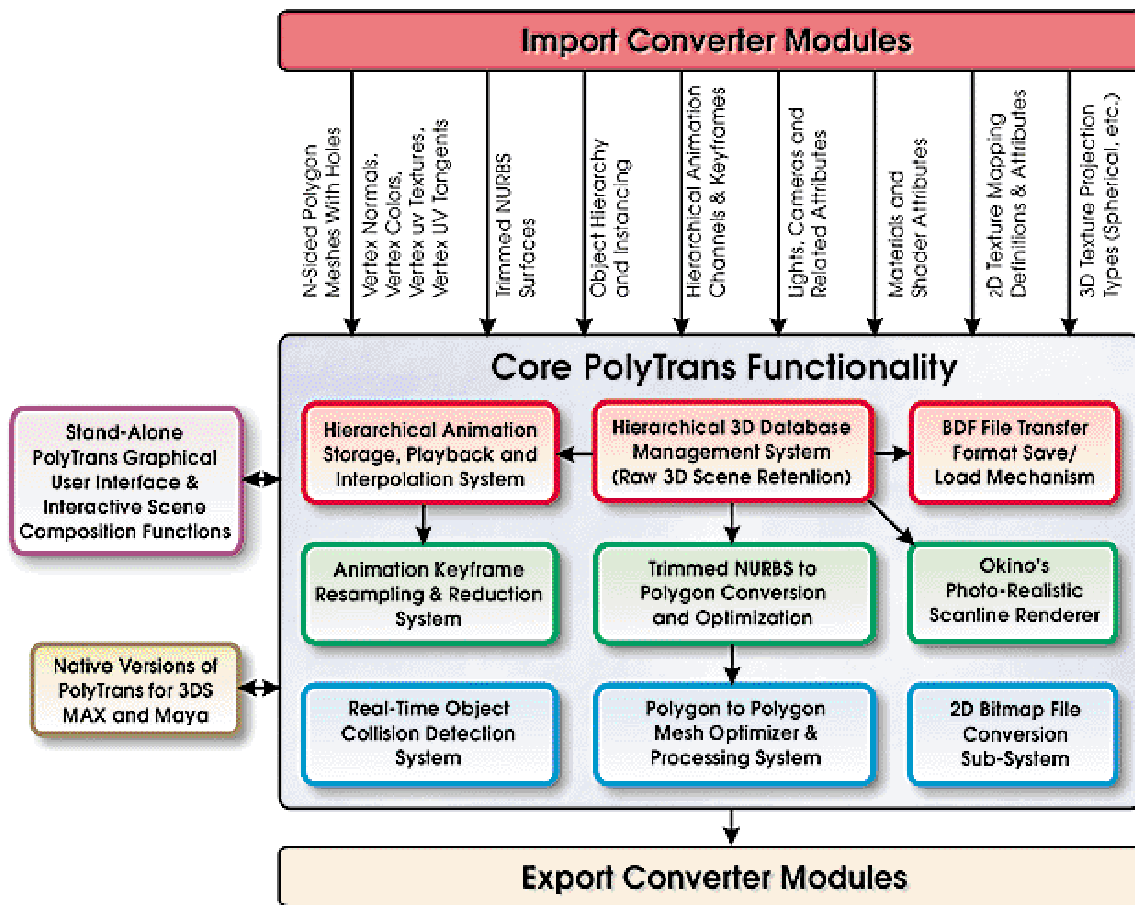 Import Converter Modules
N-Sided Polygon
Meshes With Holes
Vertex Normals,
Vertex Colors,
Vertex uv Textures,
Vertex UV Tangents
Trimmed NURBS
Surfaces
Object Hierarchy
and Instancing
Hierarchical Animation
Channels & Keyframes
Lights, Cameras and
Related Attributes
Materials and
Shader Attributes
2D Texture Mapping
Definitions & Attributes
3D Texture Projection
Types (Spherical, etc.)
Core PolyTrans Functionality
Stand-Alone
PolyTrans Graphical
User Interface &
Interactive Scene
Composition Functions
Hierarchical Animation
Storage, Playback and
Interpolation System
Hierarchical 3D Database
Management System
(Raw 3D Scene Retention)
BDF File Transfer
Format Save/
Load Mechanism
Animation Keyframe
Resampling & Reduction
System
Trimmed NURBS to
Polygon Conversion
and Optimization
Okino's
Photo-Realistic
Scanline Renderer
Native Versions of
PolyTrans for 3DS
MAX and Maya
Real-Time Object
Collision Detection
System
Polygon to Polygon
Mesh Optimizer &
Processing System
2D Bitmap File
Conversion
Sub-System
Export Converter Modules